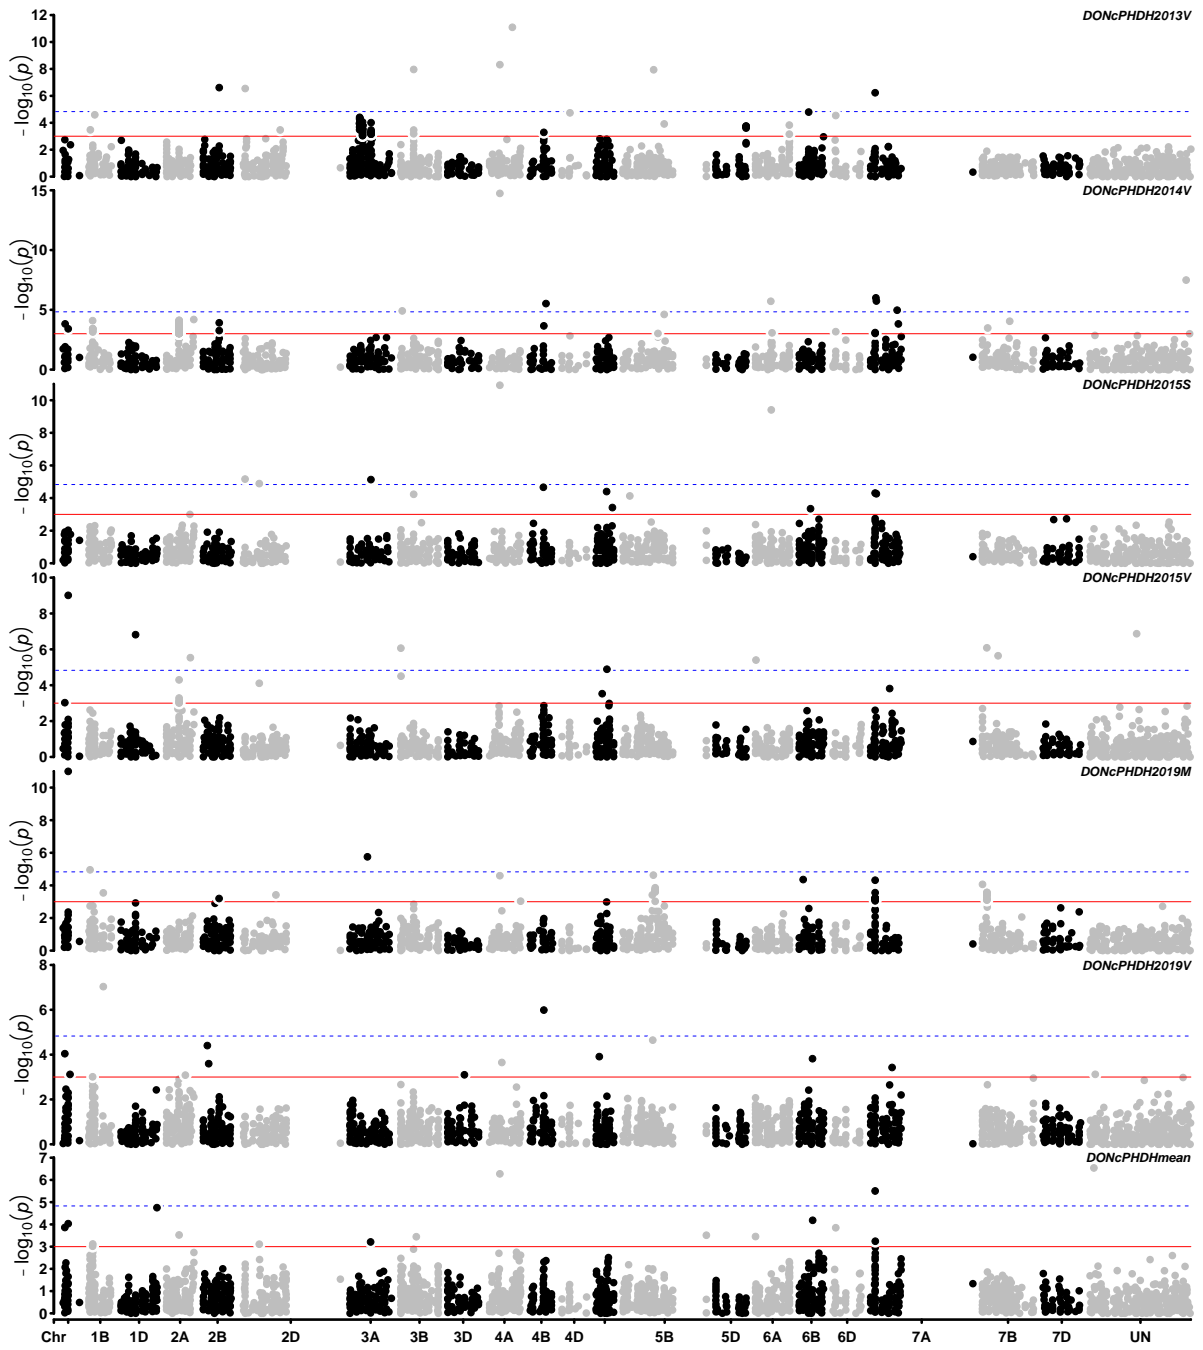 DONcPHDH2013V
− log10(p)
12
10
8
6
4
2
0
DONcPHDH2014V
− log10(p)
15
10
5
0
DONcPHDH2015S
− log10(p)
10
8
6
4
2
0
DONcPHDH2015V
− log10(p)
10
8
6
4
2
0
DONcPHDH2019M
− log10(p)
10
8
6
4
2
0
DONcPHDH2019V
− log10(p)
8
6
4
2
0
DONcPHDHmean
− log10(p)
7
6
5
4
3
2
1
0
Chr 1B 1D 2A 2B 2D 3A 3B 3D 4A 4B 4D 5B 5D 6A 6B 6D 7A 7B 7D UN